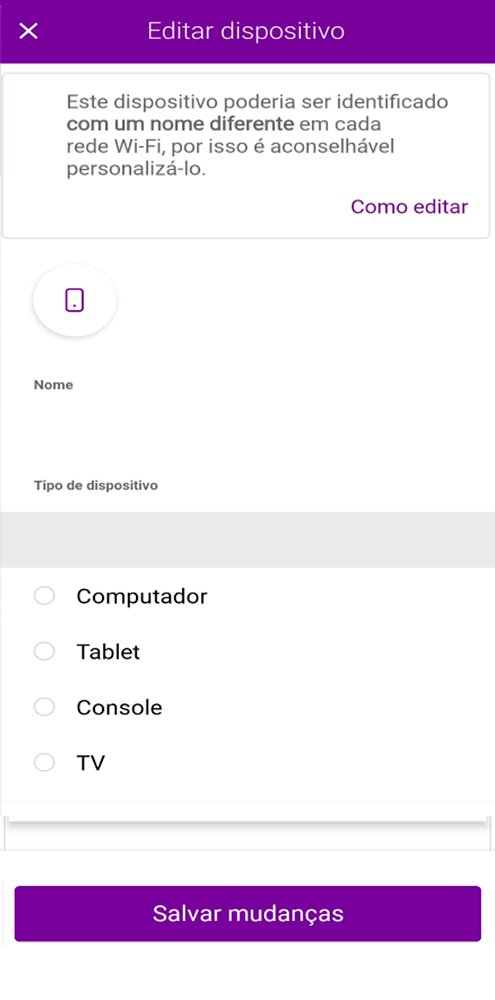 Editar dispositivo
Este dispositivo poderia ser identificado
com um nome diferente em cada
rede Wi-Fi, por isso é aconselhável
personalizá-lo.
Como editar
Nome
Tipo de dispositivo
Computador
Tablet
Console
TV
Salvar mudanças